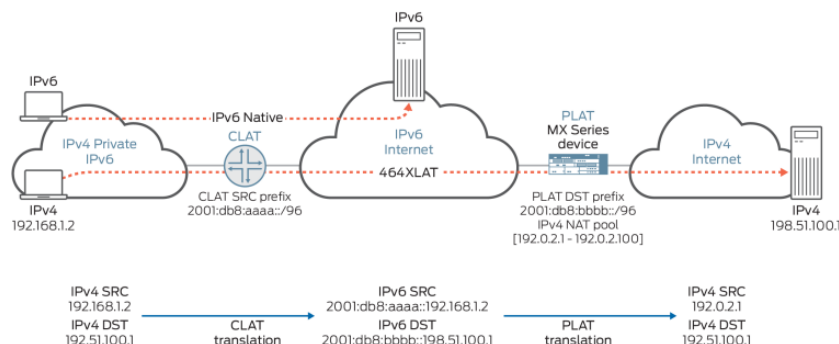 IPv6
IPv6
IPv6 Native
CLAT
IPv4 Private
IPv6
IPv6
Internet
464XLAT
PLAT
MX Series
device
IPv4
Internet
IPv4
192.168.1.2
CLAT SRC prefix
2001:db8:aaaa::/96
PLAT DST prefix
2001:db8:bbbb::/96
IPv4 NAT pool
[192.0.2.1 - 192.0.2.100]
IPv4
198.51.100.1
IPv4 SRC
192.168.1.2
IPv4 DST
192.51.100.1
CLAT
translation
IPv6 SRC
2001:db8:aaaa::192.168.1.2
IPv6 DST
2001:db8:bbbb::198.51.100.1
PLAT
translation
IPv4 SRC
192.0.2.1
IPv4 DST
192.51.100.1